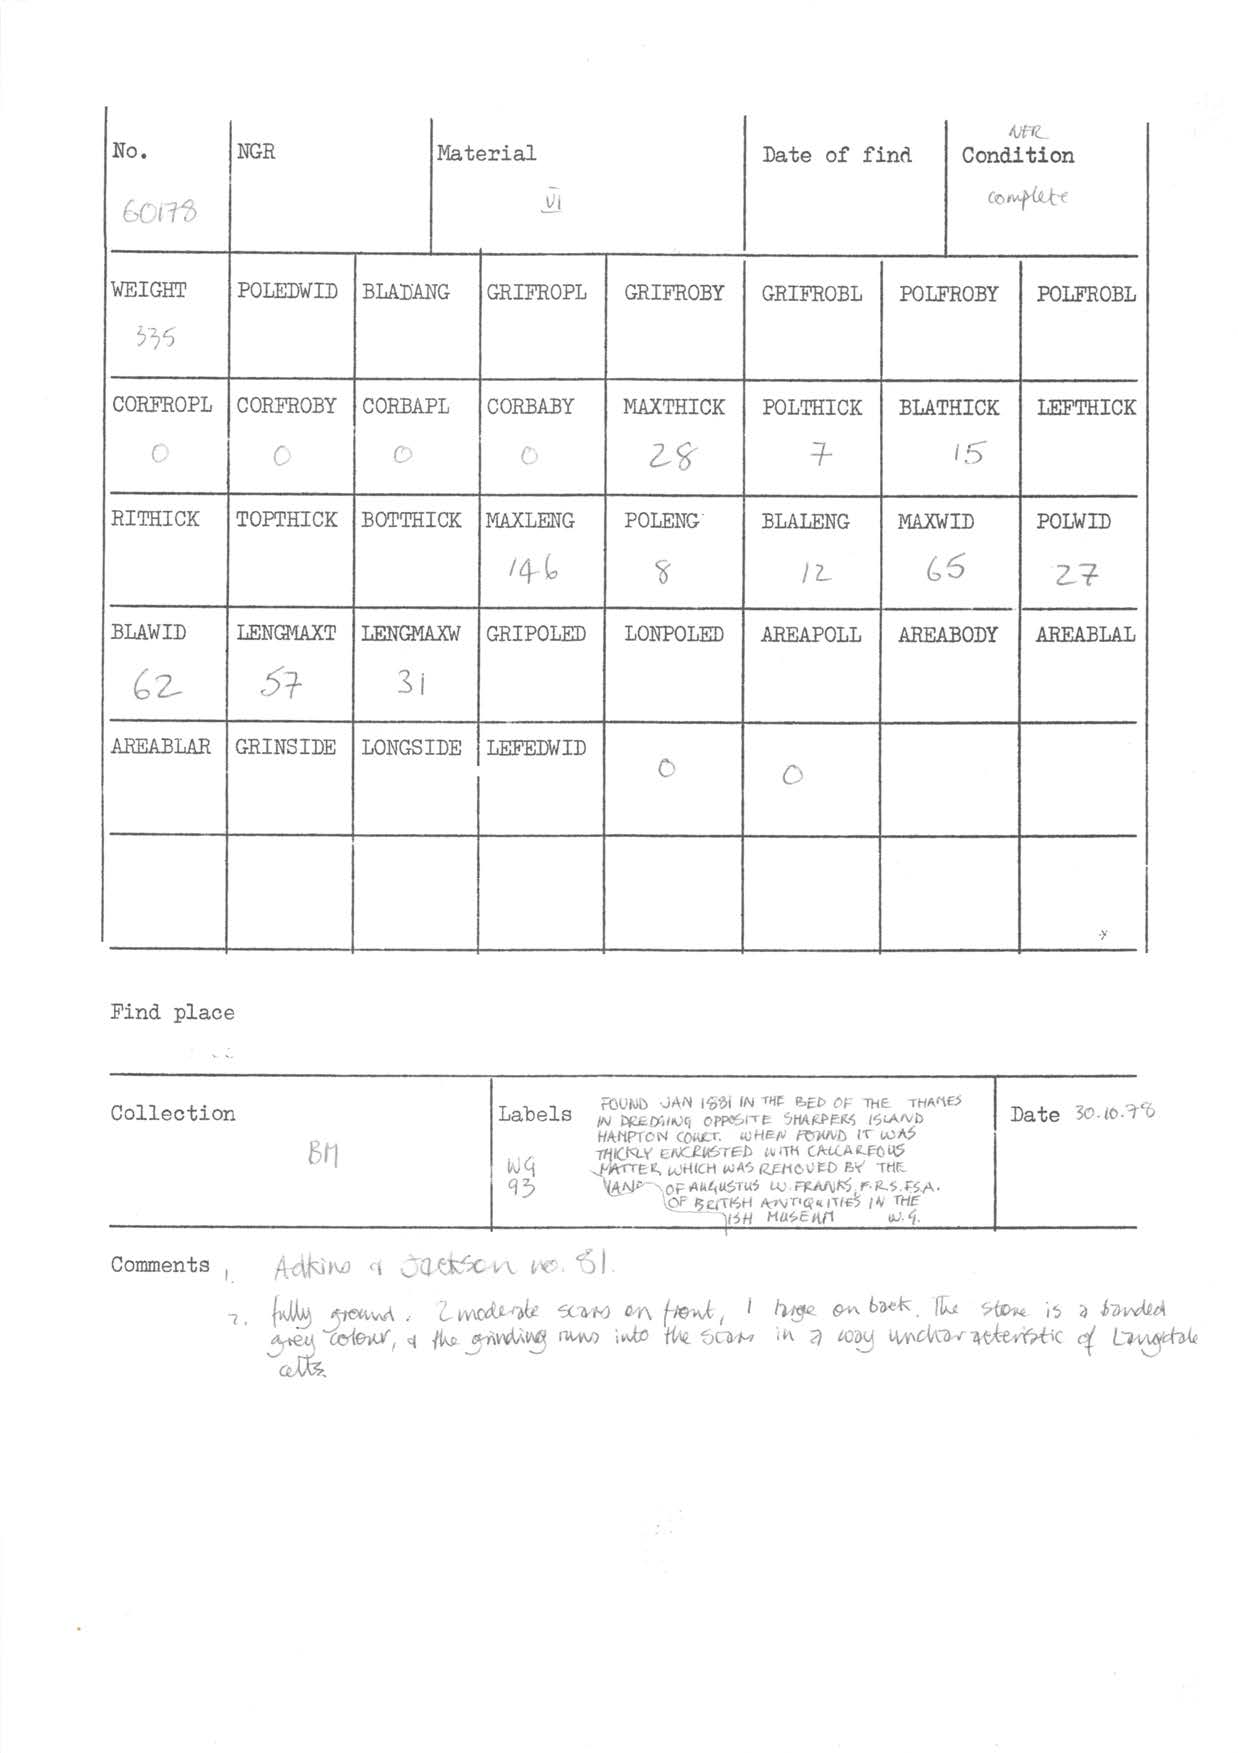 NFR
No. NGR Material Date of find Condition
60178 VI complete
WEIGHT POLEDWID BLADANG GRIFROPL GRIFROBY GRIFROBL POLFROBY POLFROBL
335
CORFROPL CORFROBY CORBAPL CORBABY MAXTHICK POLTHICK BLATHICK LEFTHICK
0 0 0 0 28 7 15
RITHICK TOPTHICK BOTTHICK MAXLENG POLENG BLALENG MAXWID POLWID
146 8 12 65 27
BLAWID LENGMAXT LENGMAXW GRIPOLED LONPOLED AREAPOLL AREABODY AREABLAL
62 57 31
AREABLAR GRINSIDE LONGSIDE LEFEDWID
0 0
Find place
Collection
BM
Labels
WG
93
FOUND JAN 1881 IN THE BED OF THE THAMES
IN DREDGING OPPOSITE SHARPERS ISLAND
HAMPTON COURT. WHEN FOUND IT WAS
THICKLY ENCRUSTED WITH CALCAREOUS
MATTER, WHICH WAS REMOVED BY THE
OF AUGUSTUS W. FRANKS, F.R.S. F.S.A.
OF BRITISH ANTIQUITIES IN THE
ISH MUSEUM W.G.
Date 30.10.78
Comments 1. Adkins & Jackson no. 81.
2. fully ground. 2 moderate scars on front, 1 large on back. The stone is a banded
grey colour, & the grinding runs into the scars in a way uncharacteristic of Langdale
celts.